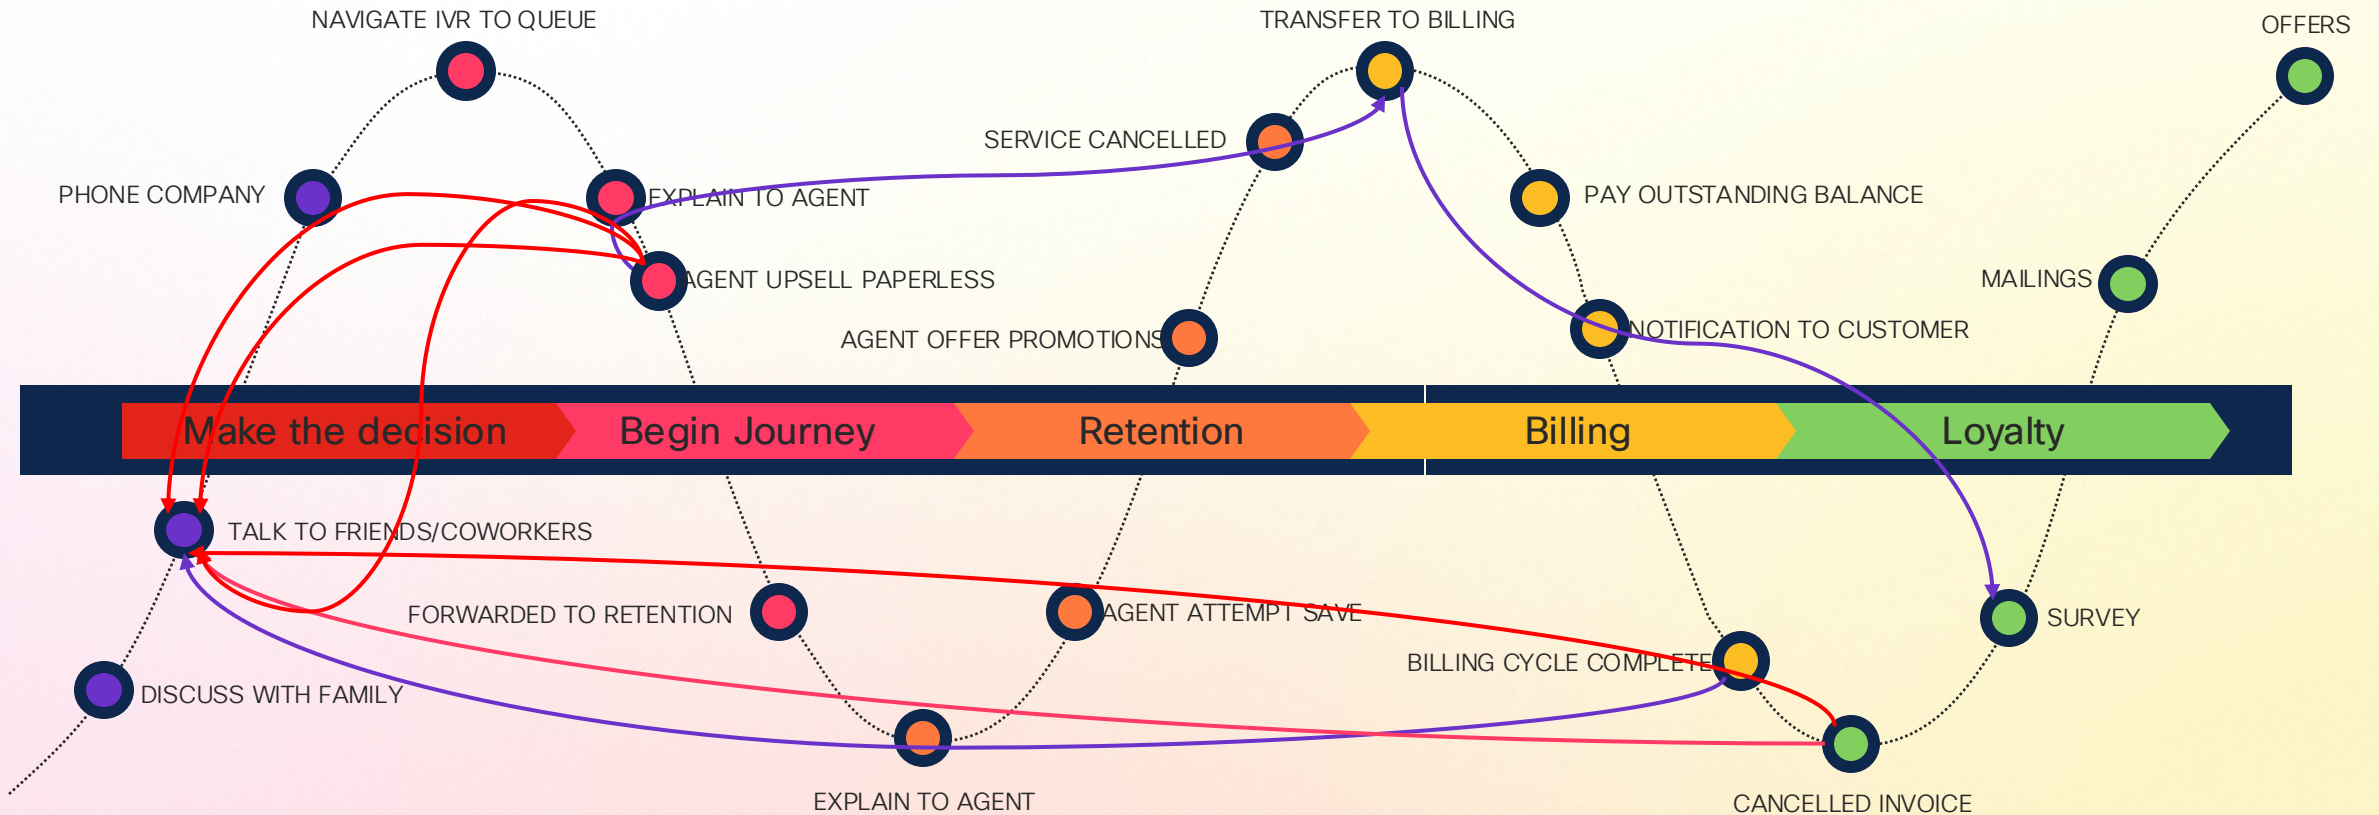 NAVIGATE IVR TO QUEUE
TRANSFER TO BILLING
OFFERS
SERVICE CANCELLED
PHONE COMPANY
EXPLAIN TO AGENT
PAY OUTSTANDING BALANCE
AGENT UPSELL PAPERLESS
MAILINGS
AGENT OFFER PROMOTIONS
NOTIFICATION TO CUSTOMER
Make the decision
Begin Journey
Retention
Billing
Loyalty
TALK TO FRIENDS/COWORKERS
FORWARDED TO RETENTION
AGENT ATTEMPT SAVE
SURVEY
BILLING CYCLE COMPLETE
DISCUSS WITH FAMILY
EXPLAIN TO AGENT
CANCELLED INVOICE